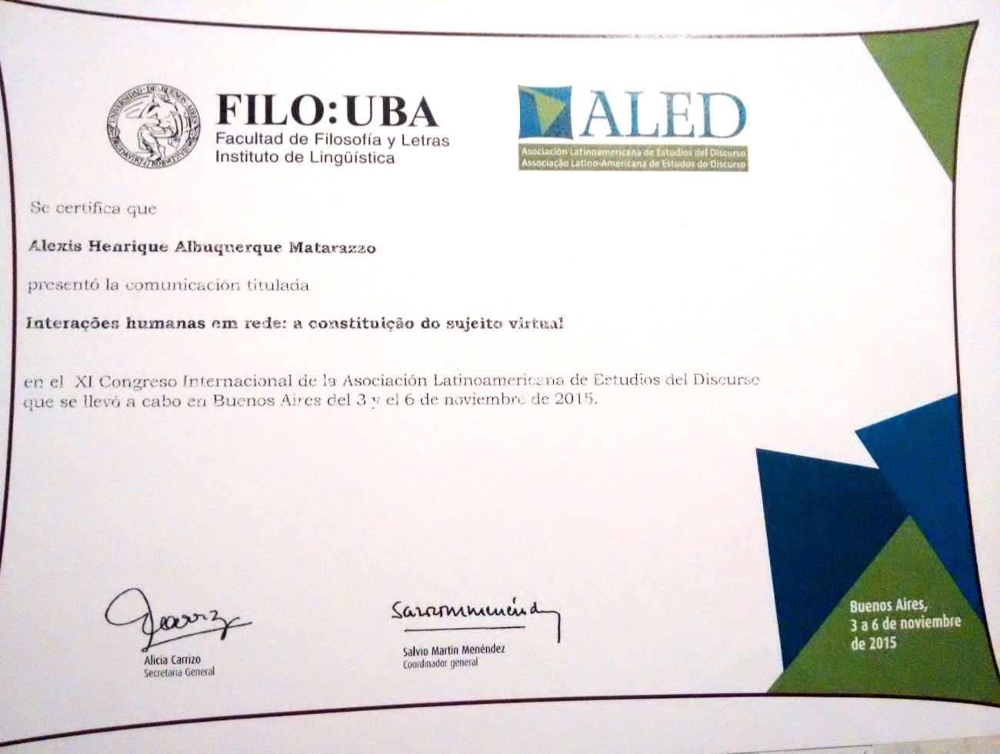 UNIVERSIDAD DE BUENOS AIRES
FILO:UBA
Facultad de Filosofía y Letras
Instituto de Lingüística
ALED
Asociación Latinoamericana de Estudios del Discurso
Associação Latino-Americana de Estudos do Discurso
Se certifica que
Alexis Henrique Albuquerque Matarazzo
presentó la comunicación titulada
Interações humanas em rede: a constituição do sujeito virtual
en el XI Congreso Internacional de la Asociación Latinoamericana de Estudios del Discurso
que se llevó a cabo en Buenos Aires del 3 y el 6 de noviembre de 2015.
Alicia Carrizo
Secretaria General
Salvio Martín Menéndez
Coordinador general
Buenos Aires,
3 a 6 de noviembre
de 2015